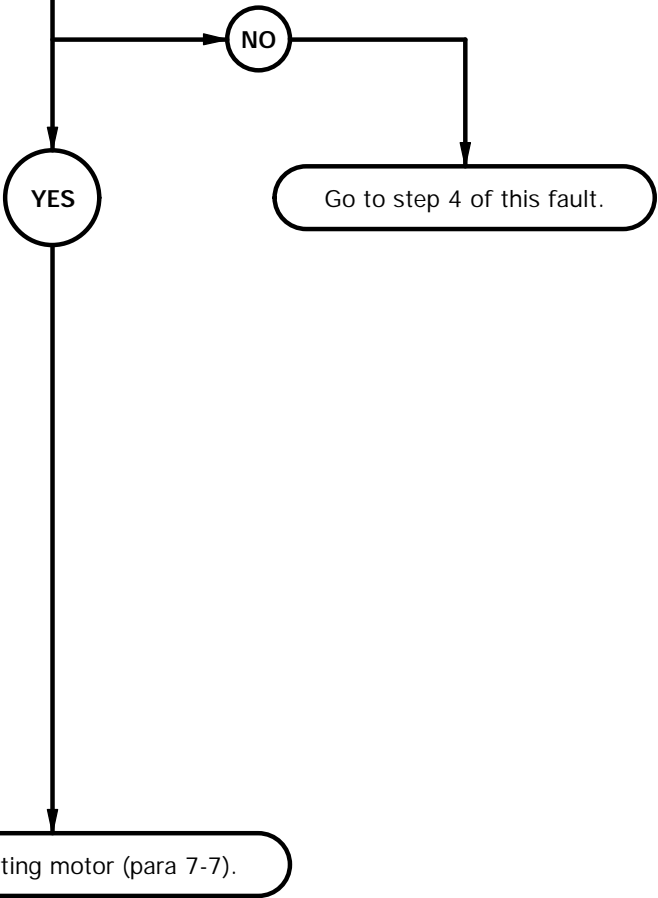 NO
YES
Go to step 4 of this fault.
ting motor (para 7-7).